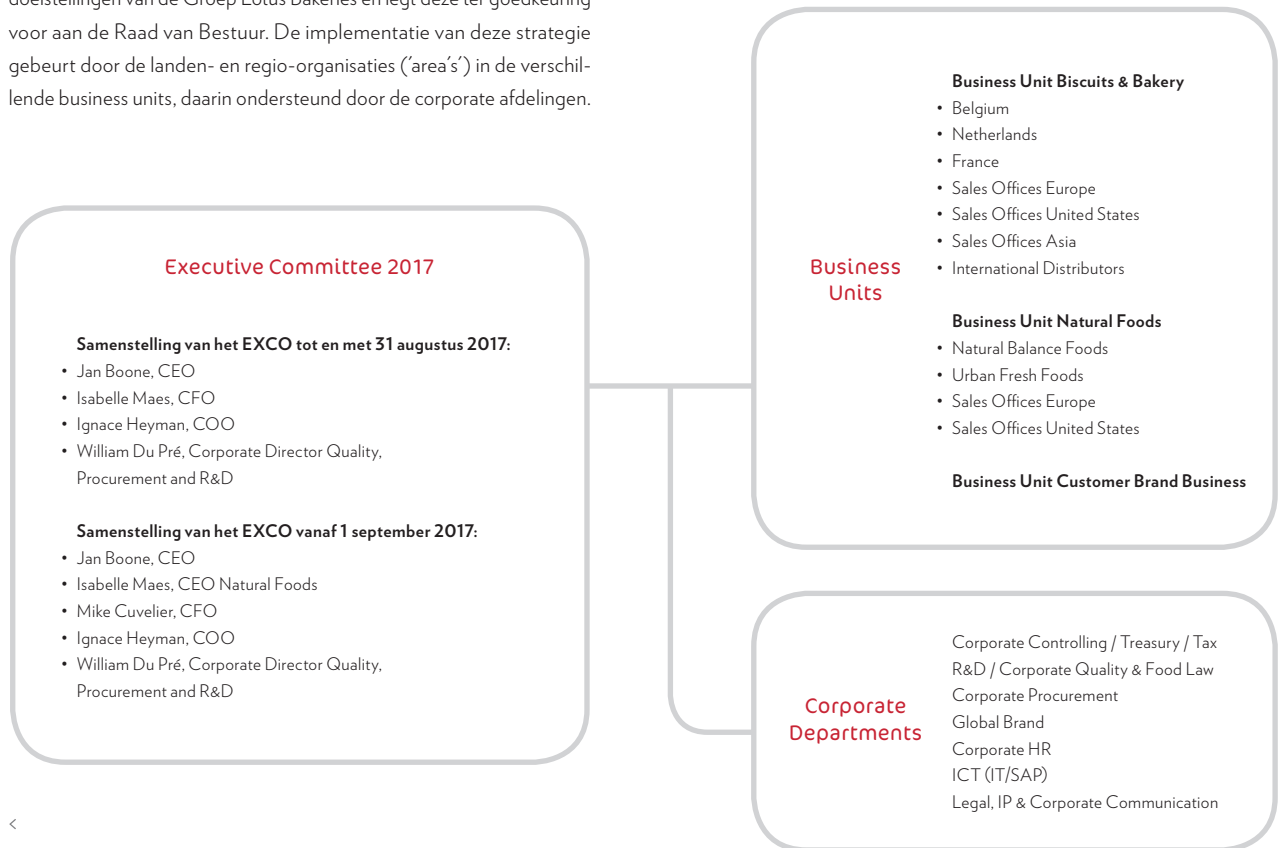 doelstellingen van de Groep Lotus Bakeries en legt deze ter goedkeuring
voor aan de Raad van Bestuur. De implementatie van deze strategie
gebeurt door de landen- en regio-organisaties (‘area’s’) in de verschil-
lende business units, daarin ondersteund door de corporate afdelingen.
Executive Committee 2017
Samenstelling van het EXCO tot en met 31 augustus 2017:
• Jan Boone, CEO
• Isabelle Maes, CFO
• Ignace Heyman, COO
• William Du Pré, Corporate Director Quality,
Procurement and R&D
Samenstelling van het EXCO vanaf 1 september 2017:
• Jan Boone, CEO
• Isabelle Maes, CEO Natural Foods
• Mike Cuvelier, CFO
• Ignace Heyman, COO
• William Du Pré, Corporate Director Quality,
Procurement and R&D
Business
Units
Business Unit Biscuits & Bakery
• Belgium
• Netherlands
• France
• Sales Offices Europe
• Sales Offices United States
• Sales Offices Asia
• International Distributors
Business Unit Natural Foods
• Natural Balance Foods
• Urban Fresh Foods
• Sales Offices Europe
• Sales Offices United States
Business Unit Customer Brand Business
Corporate
Departments
Corporate Controlling / Treasury / Tax
R&D / Corporate Quality & Food Law
Corporate Procurement
Global Brand
Corporate HR
ICT (IT/SAP)
Legal, IP & Corporate Communication
<